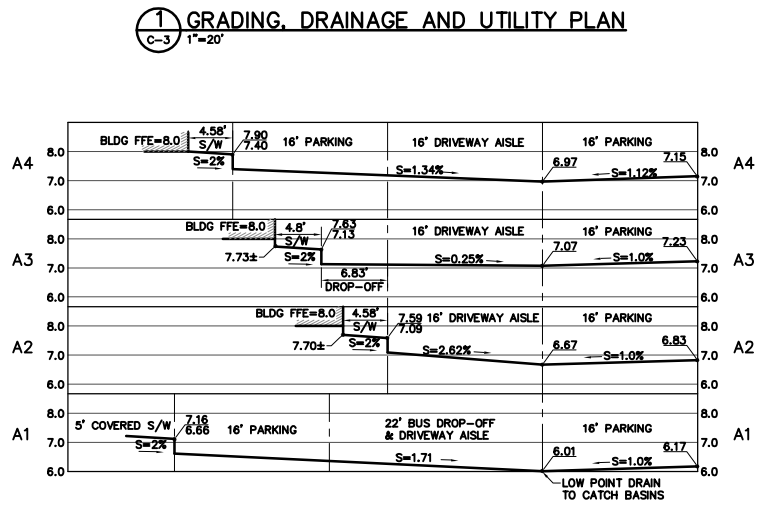 1 GRADING, DRAINAGE AND UTILITY PLAN
C-3 1"=20'
BLDG FFE=8.0 4.58' 7.90 16' PARKING 16' DRIVEWAY AISLE 16' PARKING
S/W 7.40
A4 8.0 S=2% S=1.34% 6.97 S=1.12% 7.15 8.0 A4
7.0 7.0
6.0 6.0
BLDG FFE=8.0 4.8' 7.63 16' DRIVEWAY AISLE 16' PARKING
S/W 7.13
A3 8.0 7.73± S=2% S=0.25% 7.07 S=1.0% 7.23 8.0 A3
7.0 6.83' 7.0
DROP-OFF
6.0 6.0
BLDG FFE=8.0 4.58' 7.59 16' DRIVEWAY AISLE 16' PARKING
S/W 7.09
A2 8.0 7.70± S=2% S=2.62% 6.67 S=1.0% 6.83 8.0 A2
7.0 7.0
6.0 6.0
8.0 8.0
5' COVERED S/W 7.16 16' PARKING 22' BUS DROP-OFF 16' PARKING
6.66 & DRIVEWAY AISLE
A1 7.0 S=2% S=1.71 6.01 S=1.0% 6.17 7.0 A1
6.0 6.0
LOW POINT DRAIN
TO CATCH BASINS